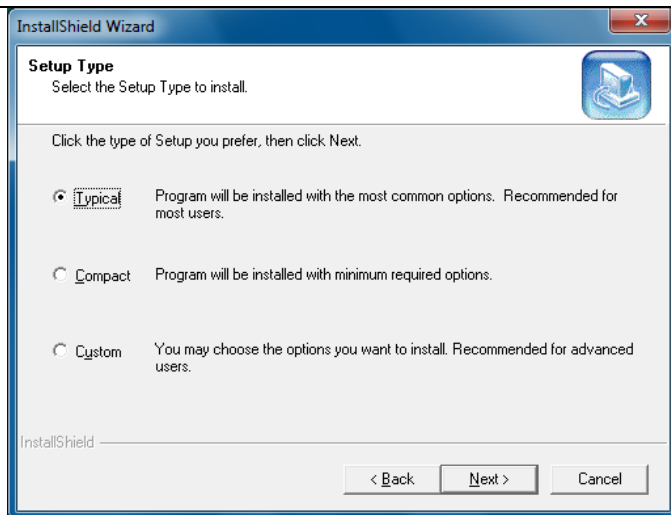 InstallShield Wizard
Setup Type
Select the Setup Type to install.
Click the type of Setup you prefer, then click Next.
Typical
Program will be installed with the most common options. Recommended for
most users.
Compact
Program will be installed with minimum required options.
Custom
You may choose the options you want to install. Recommended for advanced
users.
InstallShield
< Back
Next >
Cancel